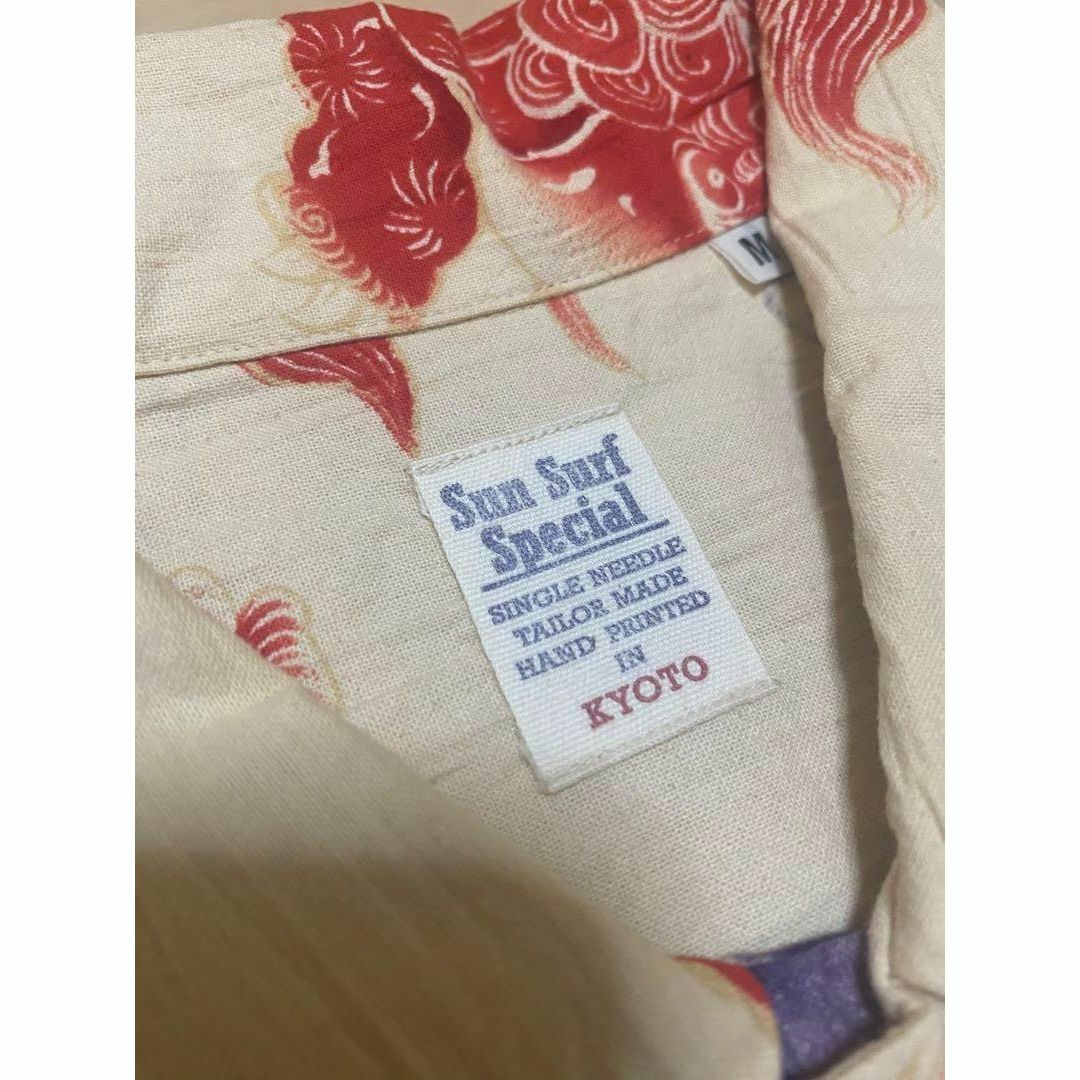 M
Sun Surf
Special
SINGLE NEEDLE
TAILOR MADE
HAND PRINTED
IN
KYOTO